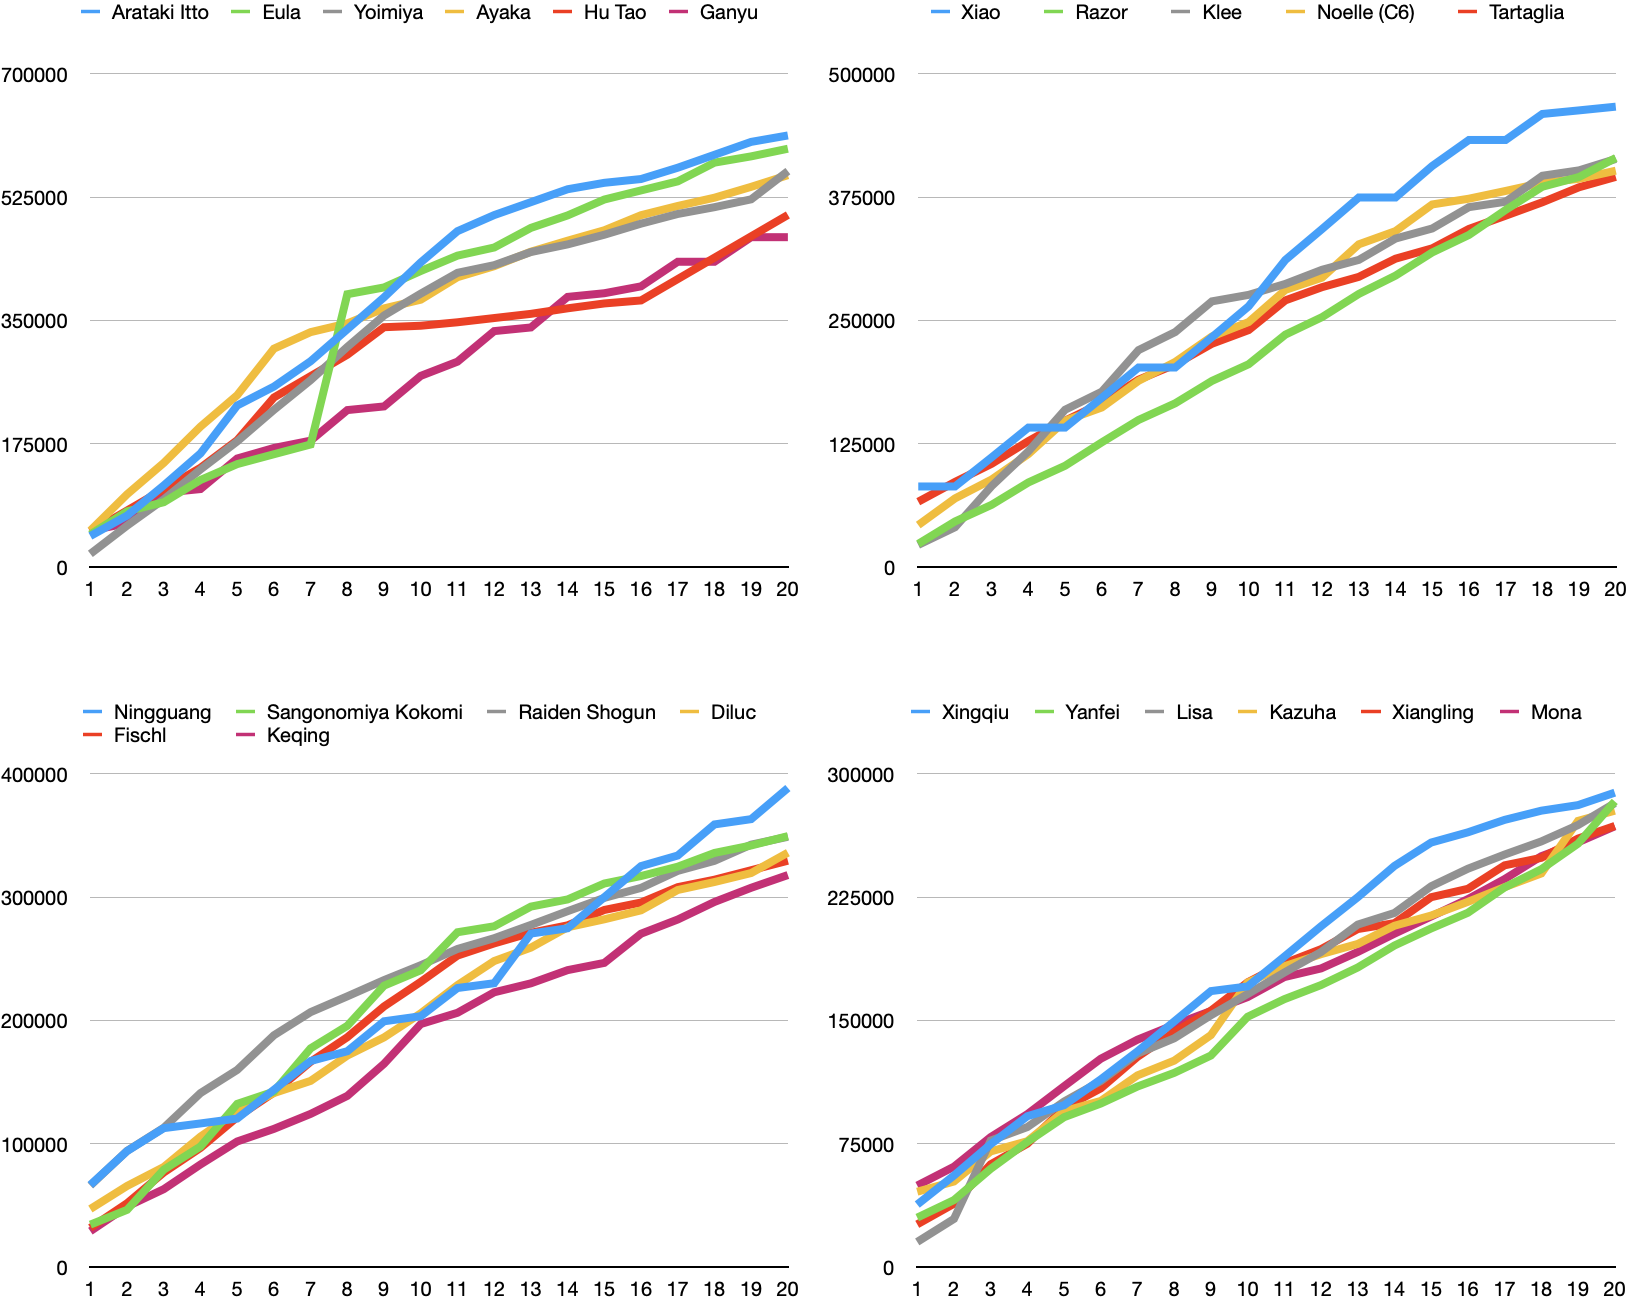 Arataki Itto Eula Yoimiya Ayaka Hu Tao Ganyu
700000
525000
350000
175000
0
1 2 3 4 5 6 7 8 9 10 11 12 13 14 15 16 17 18 19 20
Xiao Razor Klee Noelle (C6) Tartaglia
500000
375000
250000
125000
0
1 2 3 4 5 6 7 8 9 10 11 12 13 14 15 16 17 18 19 20
Ningguang Sangonomiya Kokomi Raiden Shogun Diluc
Fischl Keqing
400000
300000
200000
100000
0
1 2 3 4 5 6 7 8 9 10 11 12 13 14 15 16 17 18 19 20
Xingqiu Yanfei Lisa Kazuha Xiangling Mona
300000
225000
150000
75000
0
1 2 3 4 5 6 7 8 9 10 11 12 13 14 15 16 17 18 19 20